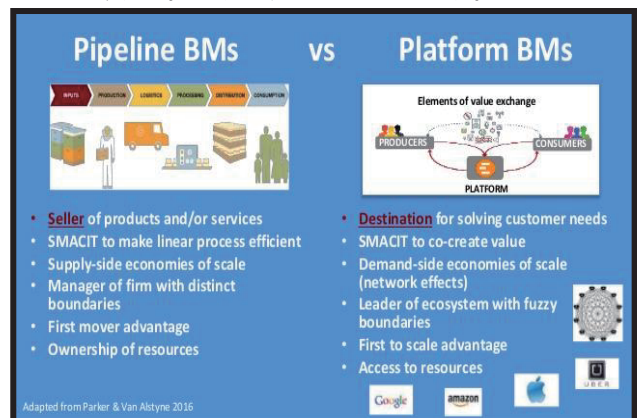 Pipeline BMs vs Platform BMs
INPUTS PRODUCTION LOGISTICS PROCESSING DISTRIBUTION CONSUMPTION
Elements of value exchange
PRODUCERS CONSUMERS
PLATFORM
• Seller of products and/or services
• SMACIT to make linear process efficient
• Supply-side economies of scale
• Manager of firm with distinct
boundaries
• First mover advantage
• Ownership of resources
• Destination for solving customer needs
• SMACIT to co-create value
• Demand-side economies of scale
(network effects)
• Leader of ecosystem with fuzzy
boundaries
• First to scale advantage
• Access to resources
Google amazon UBER
Adapted from Parker & Van Alstyne 2016